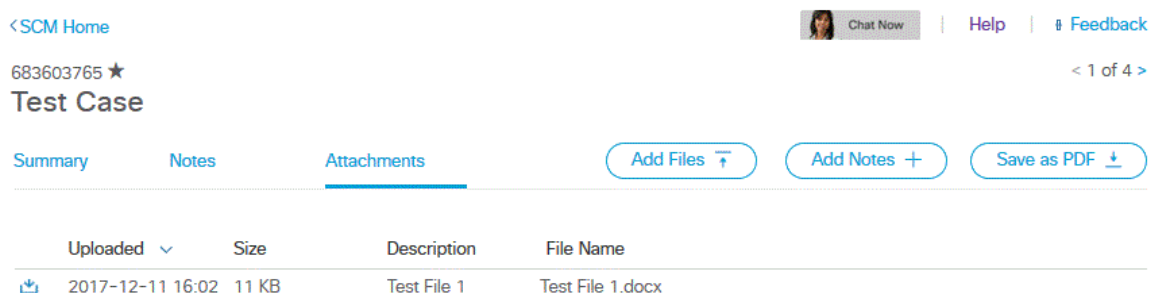 <SCM Home Chat Now Help Feedback
683603765 ★ < 1 of 4 >
Test Case
Summary Notes Attachments Add Files Add Notes + Save as PDF
Uploaded Size Description File Name
2017-12-11 16:02 11 KB Test File 1 Test File 1.docx